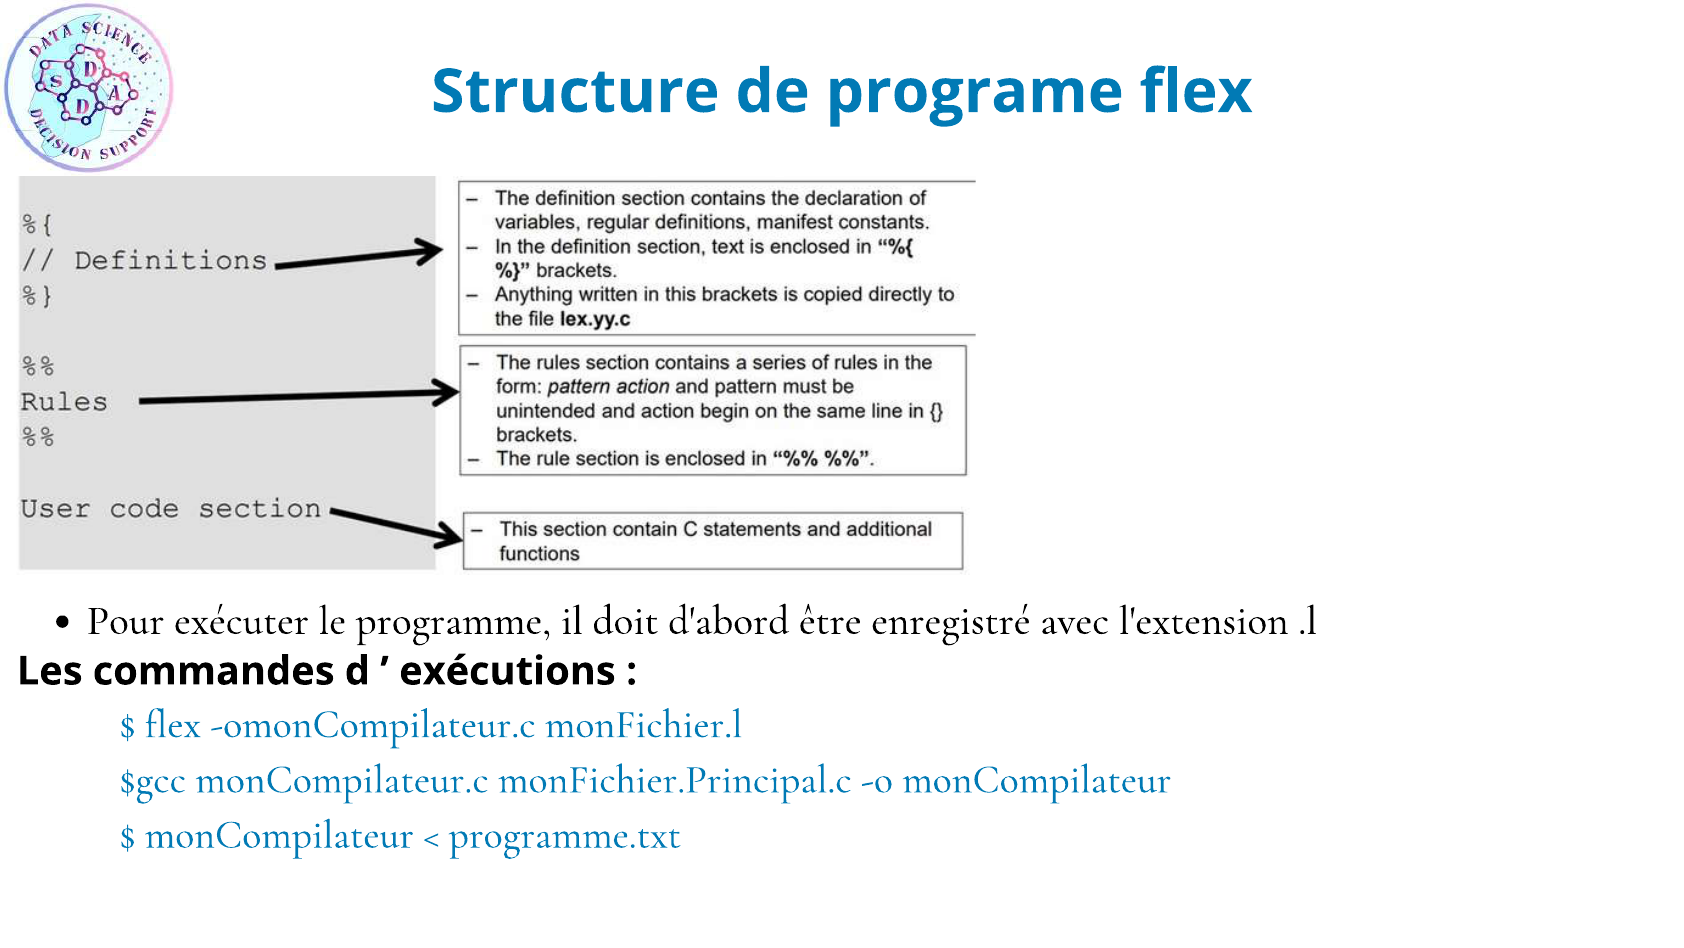 DATA SCIENCE
S D D A
DECISION SUPPORT
Structure de programe flex
%{
// Definitions
%}
%%
Rules
%%
User code section
– The definition section contains the declaration of
variables, regular definitions, manifest constants.
– In the definition section, text is enclosed in “%{
%}” brackets.
– Anything written in this brackets is copied directly to
the file lex.yy.c
– The rules section contains a series of rules in the
form: pattern action and pattern must be
unintended and action begin on the same line in {}
brackets.
– The rule section is enclosed in “%% %%”.
– This section contain C statements and additional
functions
• Pour exécuter le programme, il doit d'abord être enregistré avec l'extension .l
Les commandes d ’ exécutions :
$ flex -omonCompilateur.c monFichier.l
$gcc monCompilateur.c monFichier.Principal.c -o monCompilateur
$ monCompilateur < programme.txt